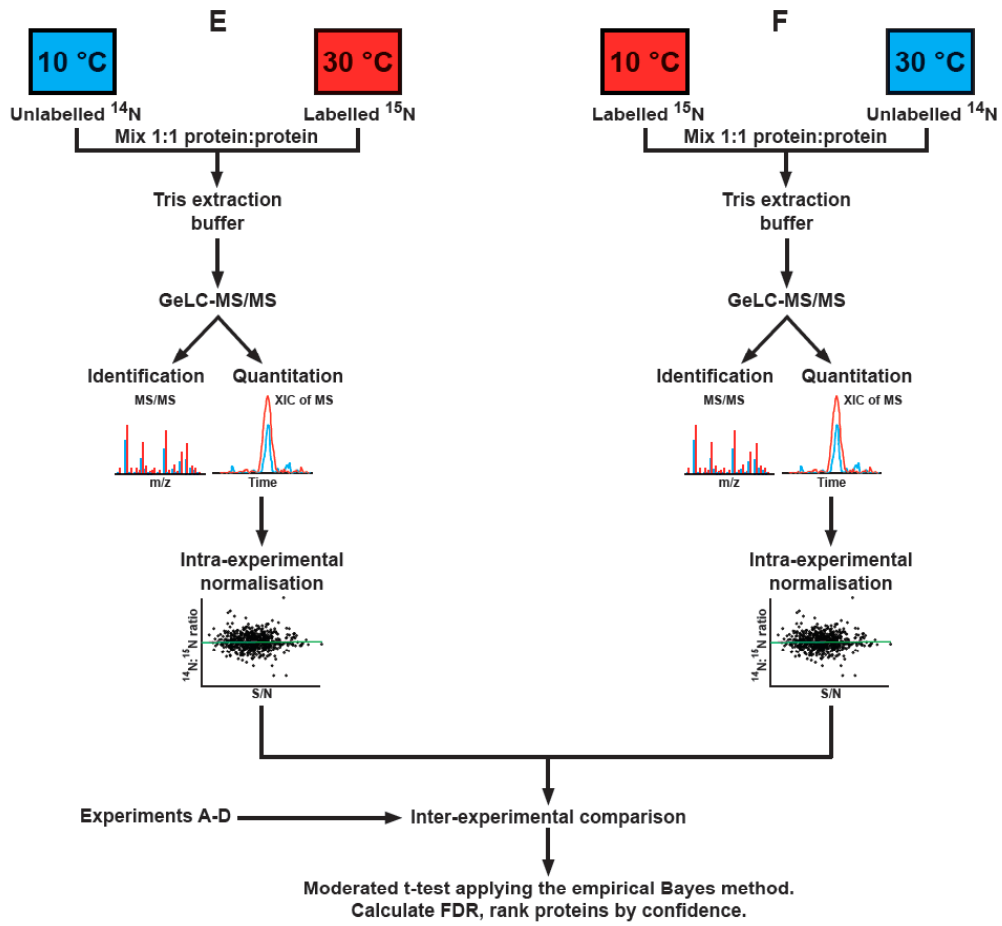 E
F
10 °C
30 °C
10 °C
30 °C
Unlabelled ¹⁴N
Labelled ¹⁵N
Labelled ¹⁵N
Unlabelled ¹⁴N
Mix 1:1 protein:protein
Mix 1:1 protein:protein
Tris extraction
buffer
Tris extraction
buffer
GeLC-MS/MS
GeLC-MS/MS
Identification
Quantitation
Identification
Quantitation
MS/MS
XIC of MS
MS/MS
XIC of MS
m/z
Time
m/z
Time
Intra-experimental
normalisation
Intra-experimental
normalisation
¹⁴N:¹⁵N ratio
¹⁴N:¹⁵N ratio
S/N
S/N
Experiments A-D
Inter-experimental comparison
Moderated t-test applying the empirical Bayes method.
Calculate FDR, rank proteins by confidence.